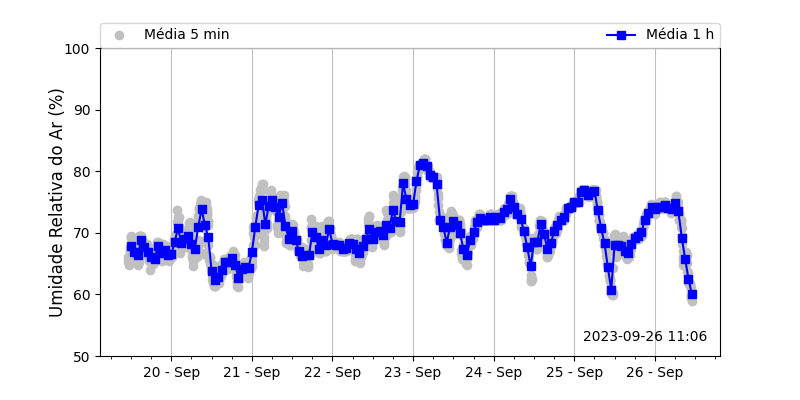 Média 5 min
Média 1 h
Umidade Relativa do Ar (%)
100
90
80
70
60
50
2023-09-26 11:06
20 - Sep
21 - Sep
22 - Sep
23 - Sep
24 - Sep
25 - Sep
26 - Sep